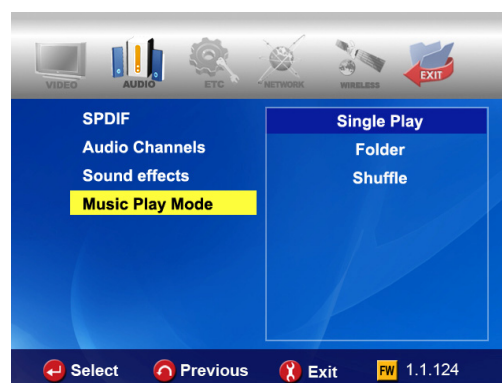 VIDEO AUDIO ETC NETWORK WIRELESS EXIT
SPDIF
Audio Channels
Sound effects
Music Play Mode
Single Play
Folder
Shuffle
Select Previous Exit FW 1.1.124